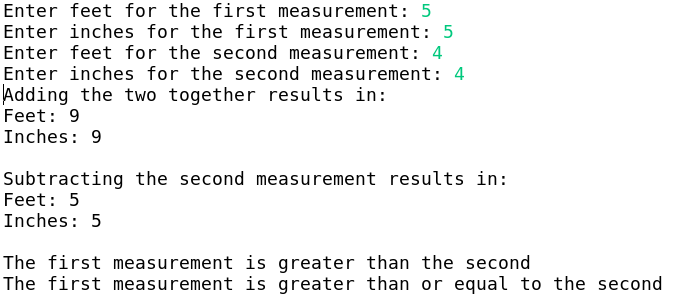 Enter feet for the first measurement: 5
Enter inches for the first measurement: 5
Enter feet for the second measurement: 4
Enter inches for the second measurement: 4
Adding the two together results in:
Feet: 9
Inches: 9
Subtracting the second measurement results in:
Feet: 5
Inches: 5
The first measurement is greater than the second
The first measurement is greater than or equal to the second